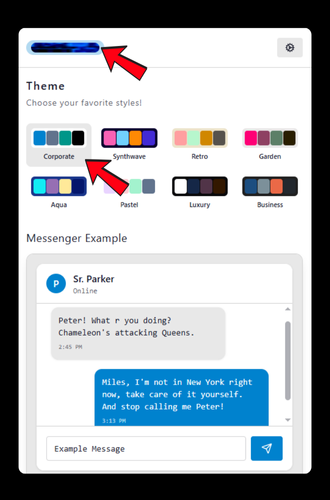 Theme
Choose your favorite styles!
Corporate Synthwave Retro Garden
Aqua Pastel Luxury Business
Messenger Example
P Sr. Parker
Online
Peter! What r you doing?
Chameleon's attacking Queens.
2:45 PM
Miles, I'm not in New York right
now, take care of it yourself.
And stop calling me Peter!
3:13 PM
Example Message